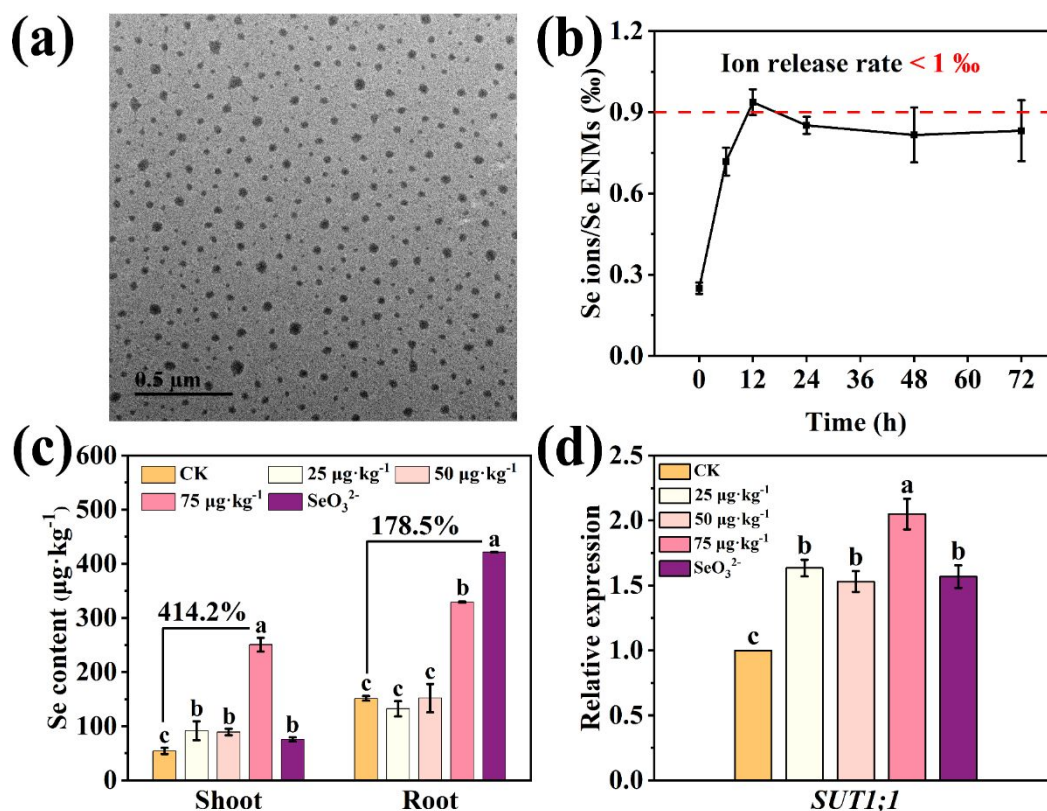 (a)
0.5 μm
(b)
Ion release rate < 1 ‰
Se ions/Se ENMs (‰)
1.2
0.9
0.6
0.3
0.0
0 12 24 36 48 60 72
Time (h)
(c)
Se content (μg·kg⁻¹)
600
500
400
300
200
100
0
CK 25 μg·kg⁻¹ 50 μg·kg⁻¹
75 μg·kg⁻¹ SeO₃²⁻
414.2%
178.5%
c b b a b
c c c b a
Shoot Root
(d)
Relative expression
2.5
2.0
1.5
1.0
0.5
0.0
CK
25 μg·kg⁻¹
50 μg·kg⁻¹
75 μg·kg⁻¹
SeO₃²⁻
c b b a b
SUT1;1